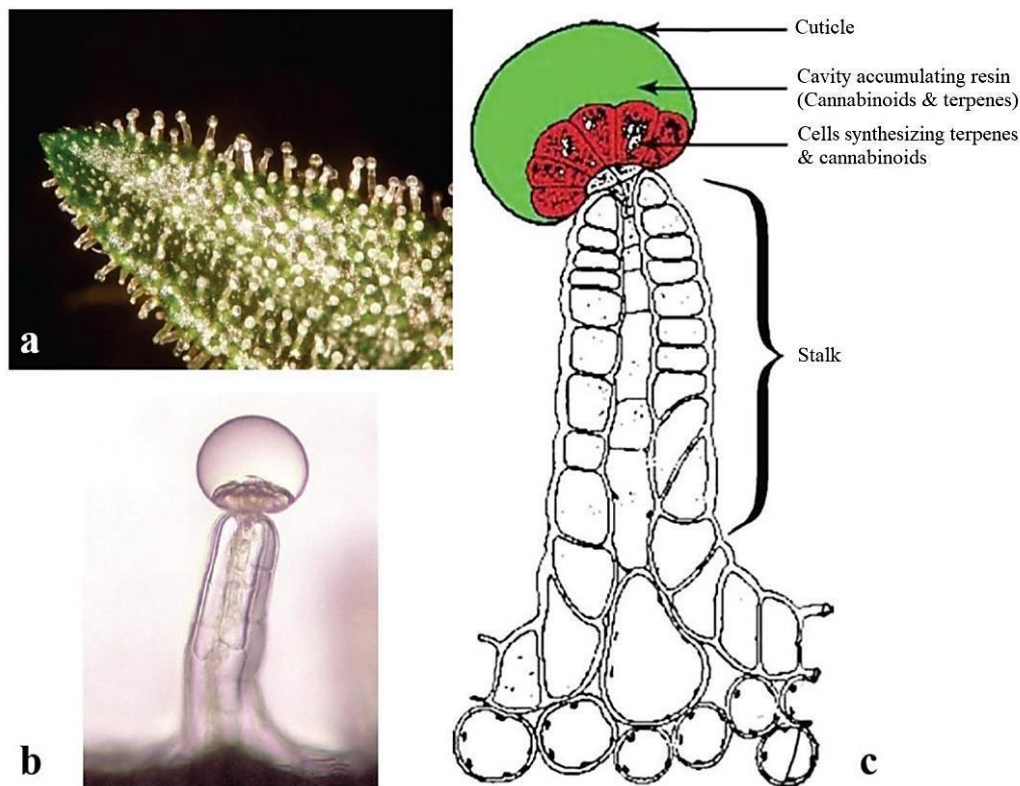 a
Cuticle
Cavity accumulating resin
(Cannabinoids & terpenes)
Cells synthesizing terpenes
& cannabinoids
Stalk
b
c